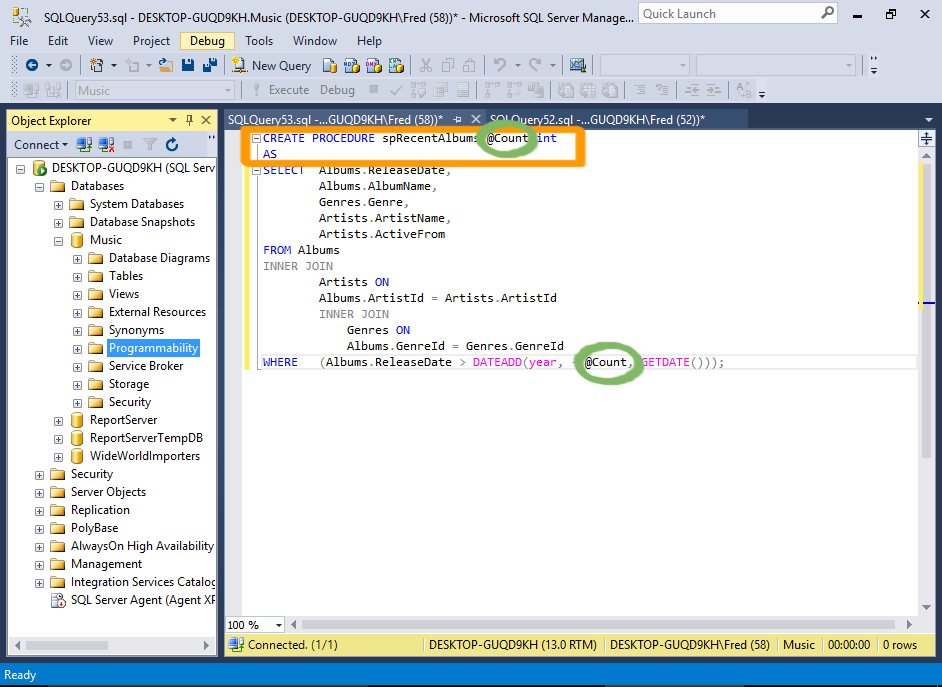 SQLQuery53.sql - DESKTOP-GUQD9KH.Music (DESKTOP-GUQD9KH\Fred (58))* - Microsoft SQL Server Manage...
Quick Launch
File Edit View Project Debug Tools Window Help
New Query
Music
Execute Debug
Object Explorer
Connect
DESKTOP-GUQD9KH (SQL Serv
Databases
System Databases
Database Snapshots
Music
Database Diagrams
Tables
Views
External Resources
Synonyms
Programmability
Service Broker
Storage
Security
ReportServer
ReportServerTempDB
WideWorldImporters
Security
Server Objects
Replication
PolyBase
AlwaysOn High Availability
Management
Integration Services Catalog
SQL Server Agent (Agent XP
SQLQuery53.sql -...GUQD9KH\Fred (58))* SQLQuery52.sql -...GUQD9KH\Fred (52))*
CREATE PROCEDURE spRecentAlbums @Count int
AS
SELECT Albums.ReleaseDate,
Albums.AlbumName,
Genres.Genre,
Artists.ArtistName,
Artists.ActiveFrom
FROM Albums
INNER JOIN
Artists ON
Albums.ArtistId = Artists.ArtistId
INNER JOIN
Genres ON
Albums.GenreId = Genres.GenreId
WHERE (Albums.ReleaseDate > DATEADD(year, -@Count, GETDATE()));
100 %
Connected. (1/1) DESKTOP-GUQD9KH (13.0 RTM) DESKTOP-GUQD9KH\Fred (58) Music 00:00:00 0 rows
Ready